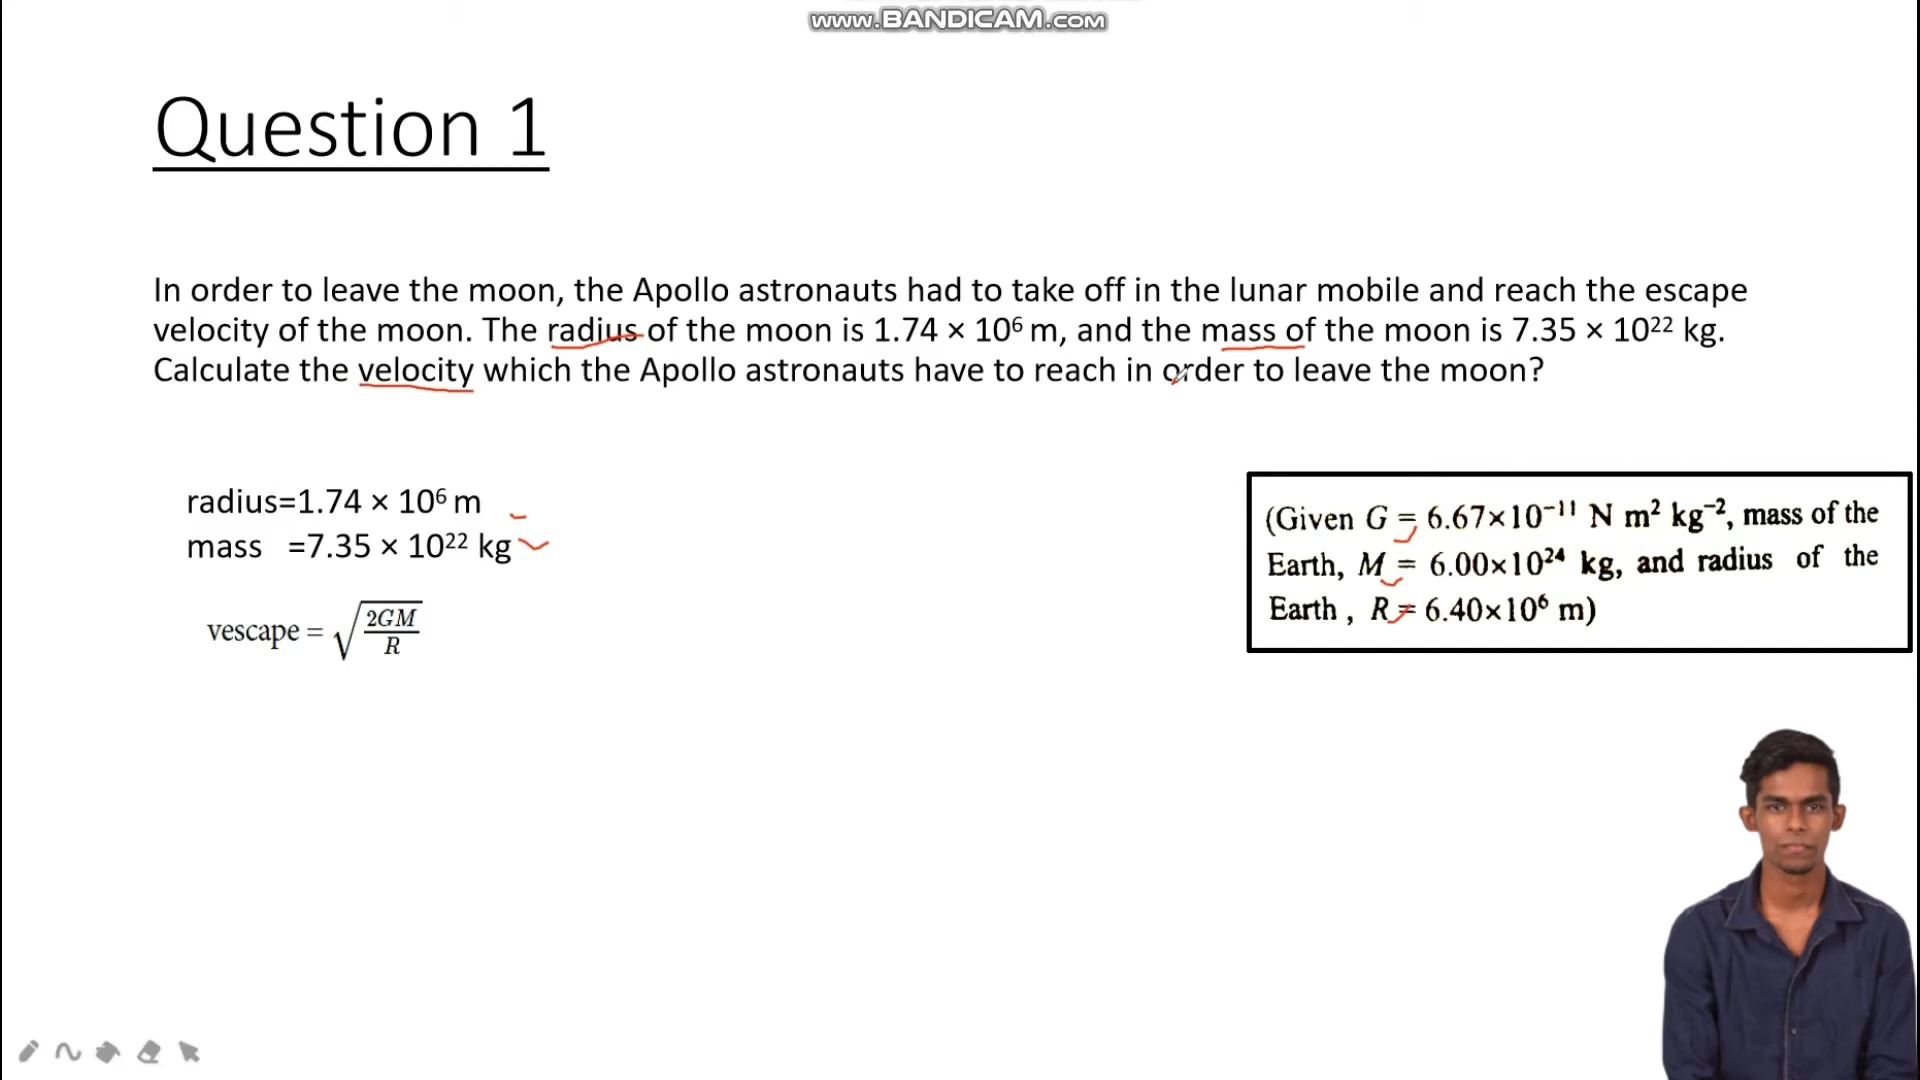 www.BANDICAM.com
Question 1
In order to leave the moon, the Apollo astronauts had to take off in the lunar mobile and reach the escape
velocity of the moon. The radius of the moon is 1.74 × 10⁶ m, and the mass of the moon is 7.35 × 10²² kg.
Calculate the velocity which the Apollo astronauts have to reach in order to leave the moon?
radius=1.74 × 10⁶ m
mass =7.35 × 10²² kg
vescape = √(2GM/R)
(Given G = 6.67×10⁻¹¹ N m² kg⁻², mass of the
Earth, M = 6.00×10²⁴ kg, and radius of the
Earth , R = 6.40×10⁶ m)